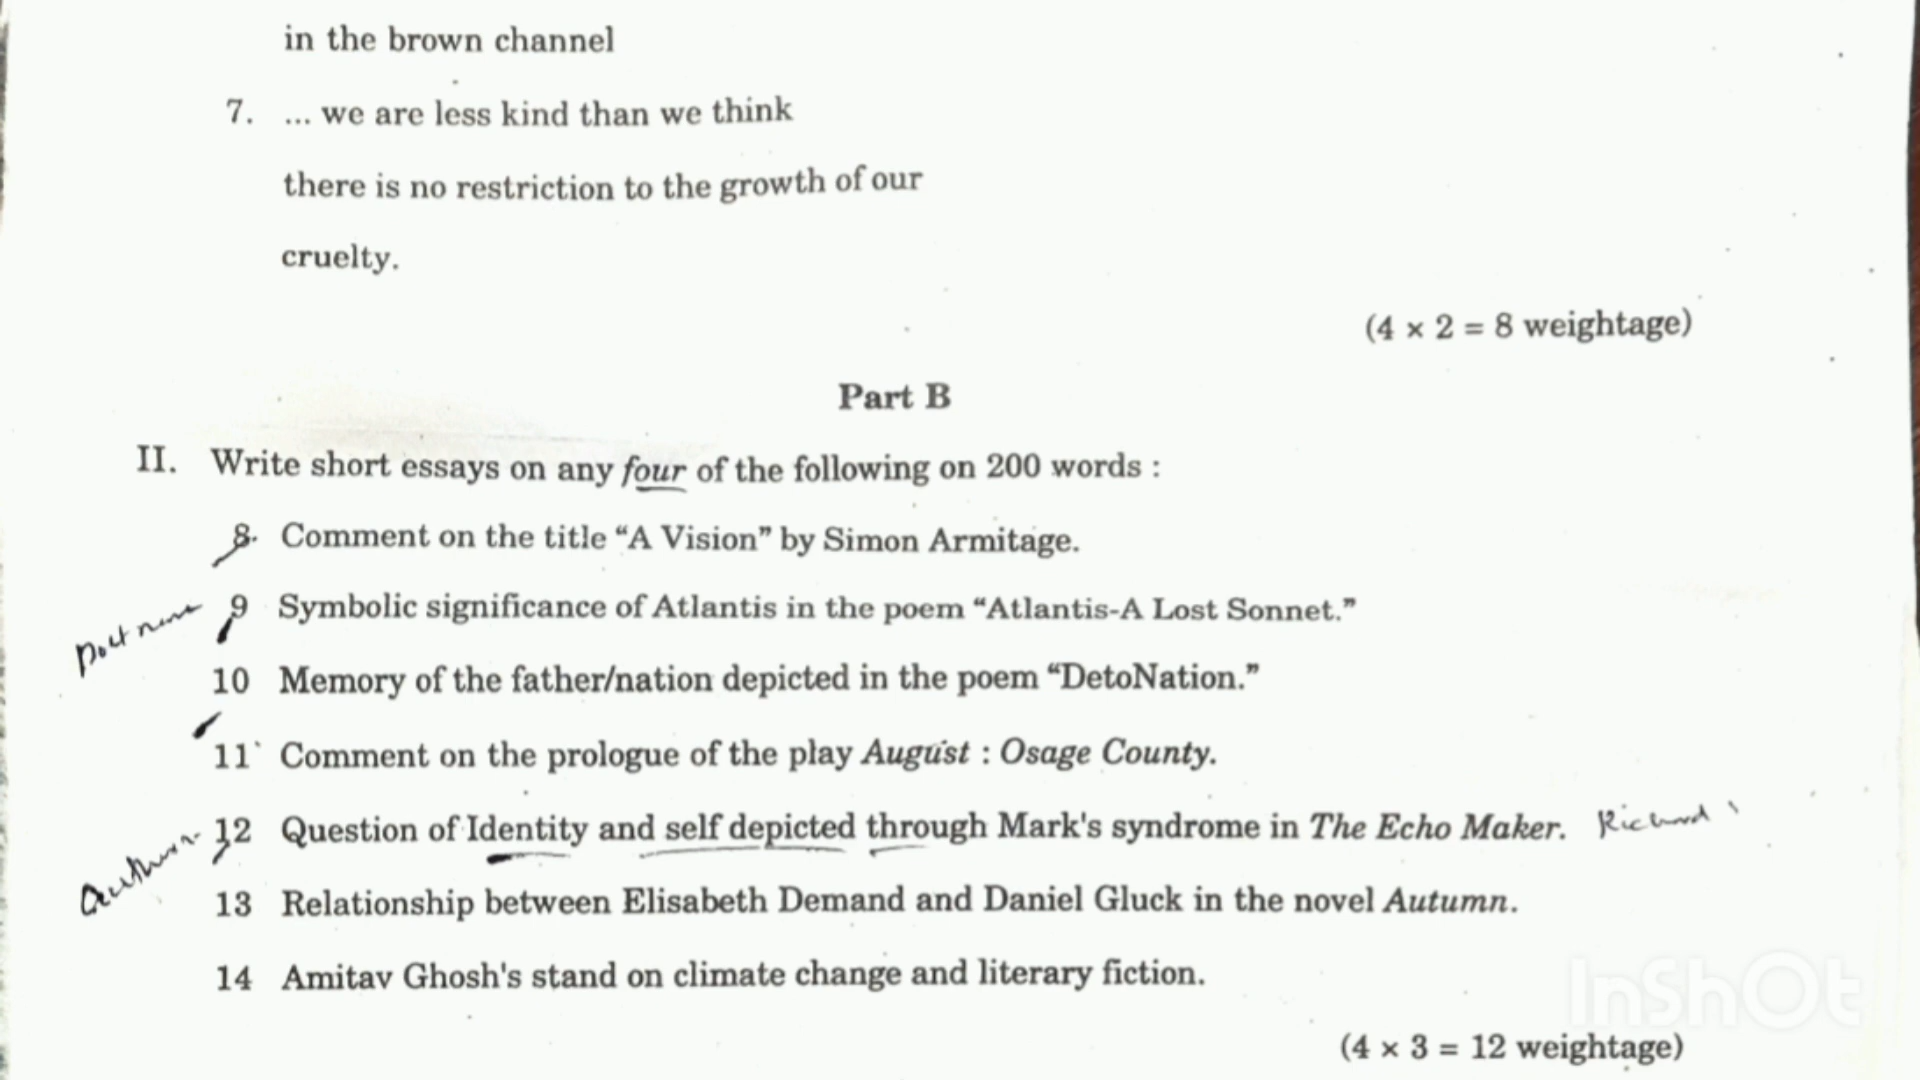 in the brown channel
7. ... we are less kind than we think
there is no restriction to the growth of our
cruelty.
(4 × 2 = 8 weightage)
Part B
II. Write short essays on any four of the following on 200 words :
8. Comment on the title “A Vision” by Simon Armitage.
9 Symbolic significance of Atlantis in the poem “Atlantis-A Lost Sonnet.”
10 Memory of the father/nation depicted in the poem “DetoNation.”
11 Comment on the prologue of the play August : Osage County.
12 Question of Identity and self depicted through Mark's syndrome in The Echo Maker. Richard
13 Relationship between Elisabeth Demand and Daniel Gluck in the novel Autumn.
14 Amitav Ghosh's stand on climate change and literary fiction.
InShOt
(4 × 3 = 12 weightage)